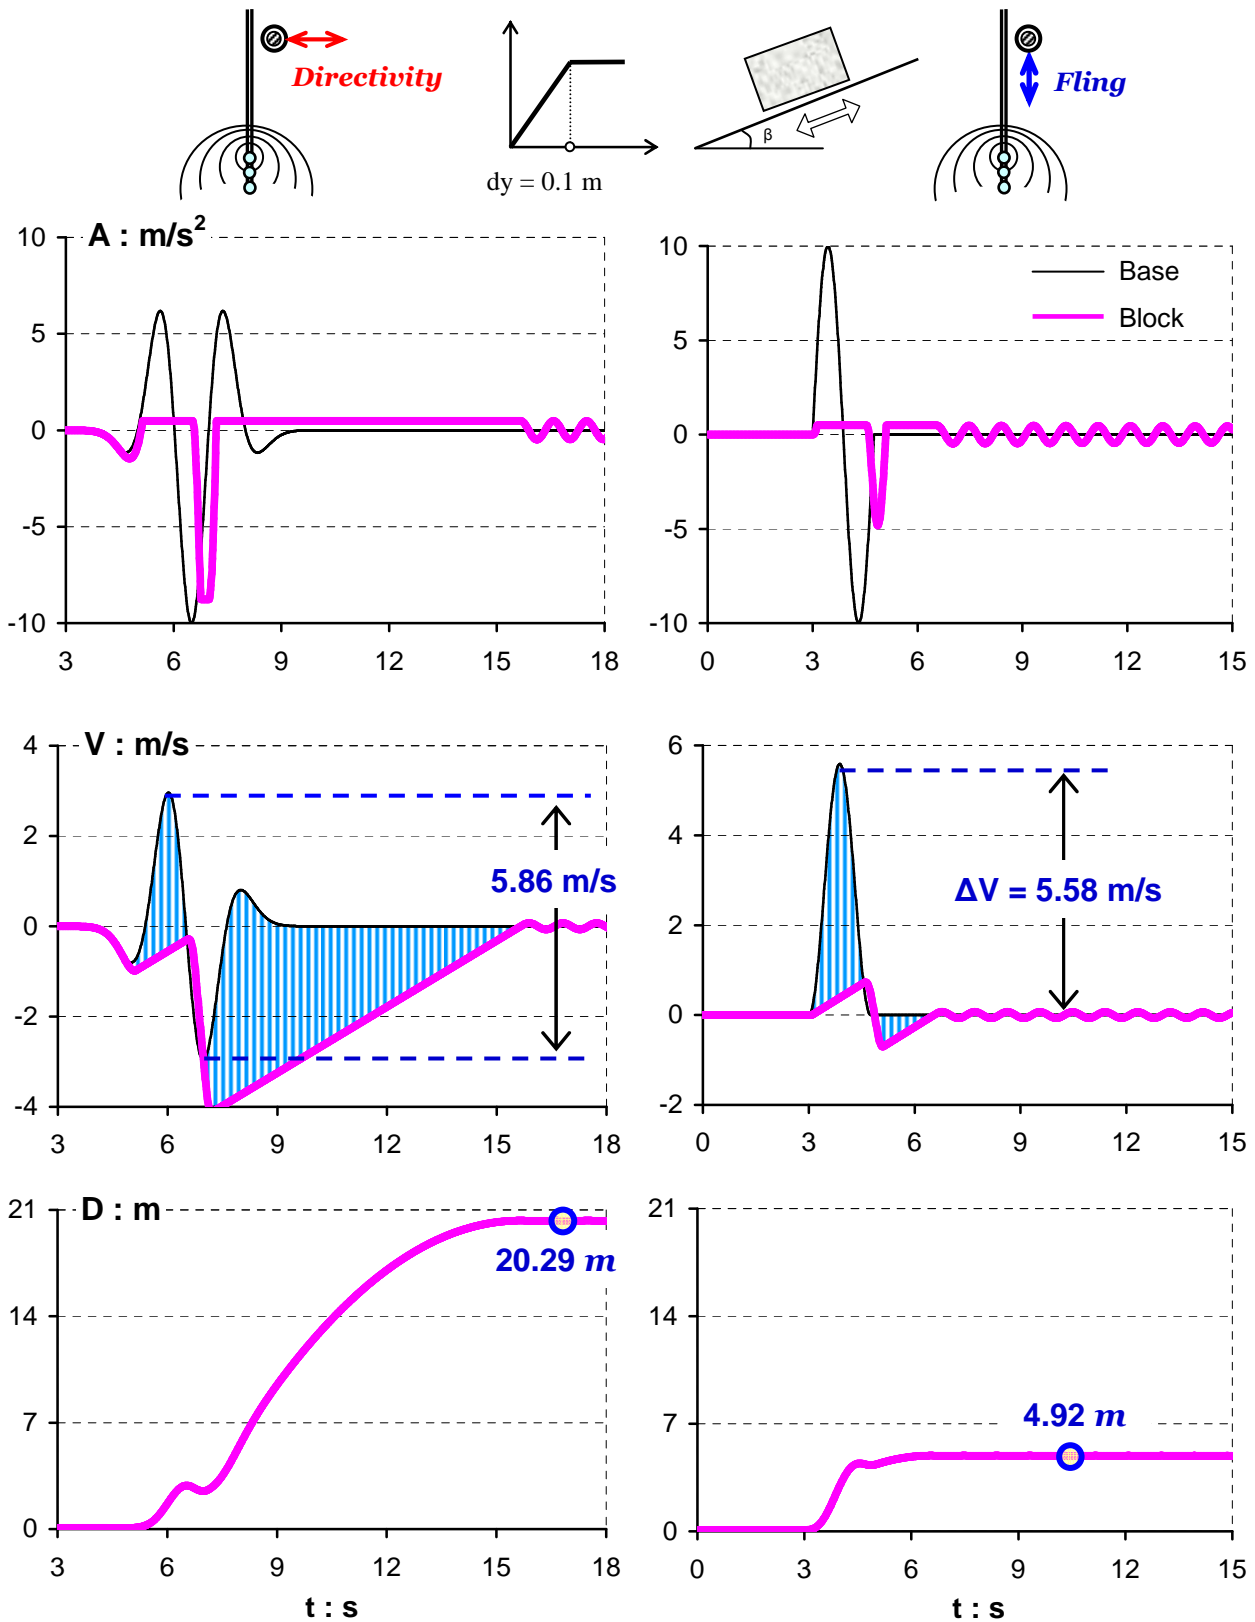 Directivity
dy = 0.1 m
β
Fling
A : m/s²
10
5
0
-5
-10
3 6 9 12 15 18
10
5
0
-5
-10
0 3 6 9 12 15
Base
Block
V : m/s
4
2
0
-2
-4
3 6 9 12 15 18
5.86 m/s
6
4
2
0
-2
0 3 6 9 12 15
ΔV = 5.58 m/s
D : m
21
14
7
0
3 6 9 12 15 18
20.29 m
t : s
21
14
7
0
0 3 6 9 12 15
4.92 m
t : s